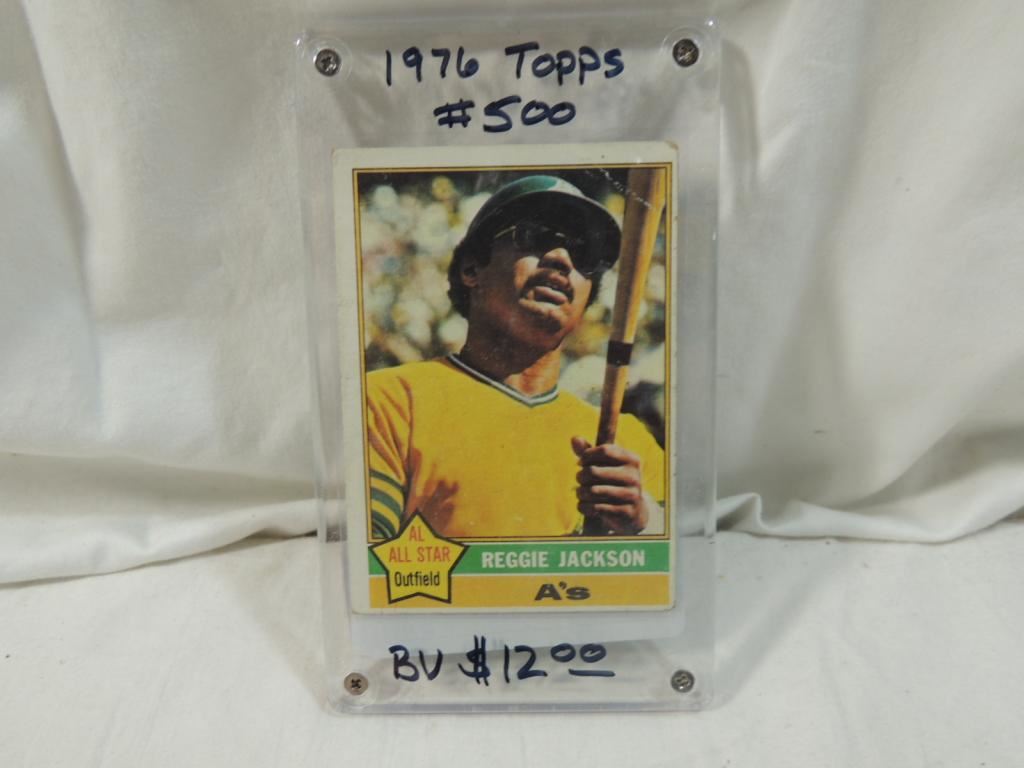 1976 Topps
#500
AL
ALL STAR
Outfield
REGGIE JACKSON
A's
BV $12.00